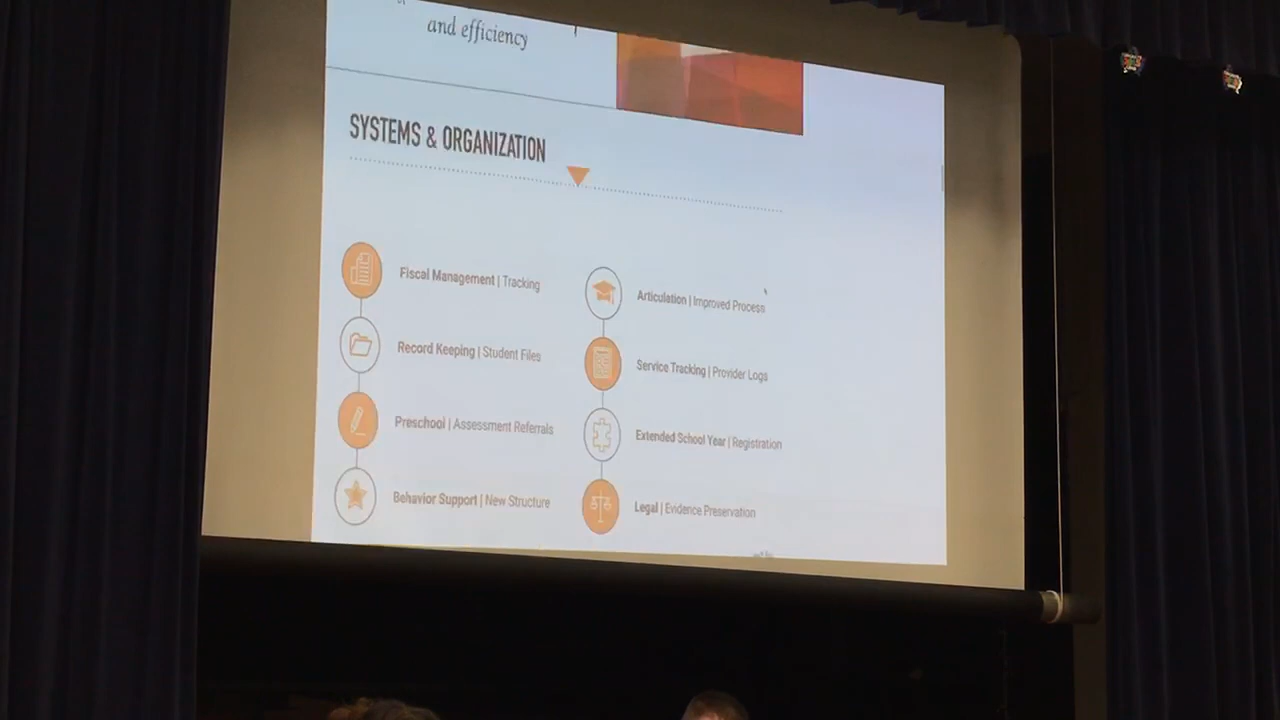 and efficiency
SYSTEMS & ORGANIZATION
Fiscal Management | Tracking
Record Keeping | Student Files
Preschool | Assessment Referrals
Behavior Support | New Structure
Articulation | Improved Process
Service Tracking | Provider Logs
Extended School Year | Registration
Legal | Evidence Preservation